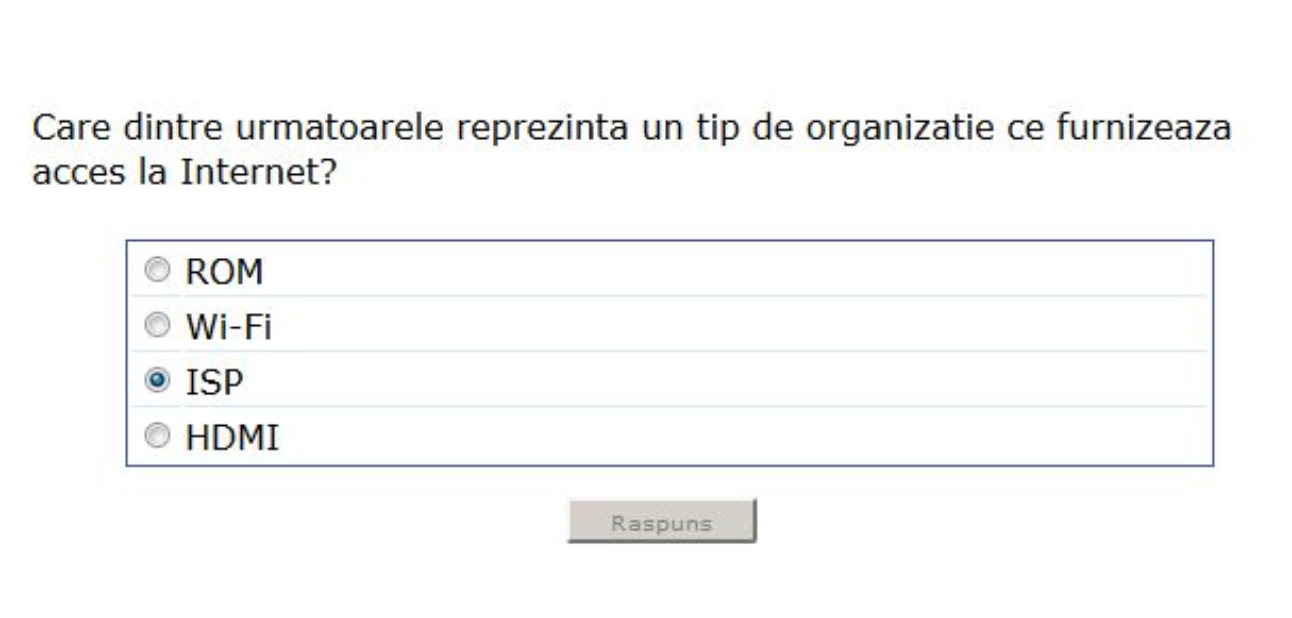 Care dintre urmatoarele reprezinta un tip de organizatie ce furnizeaza
acces la Internet?
ROM
Wi-Fi
ISP
HDMI
Raspuns